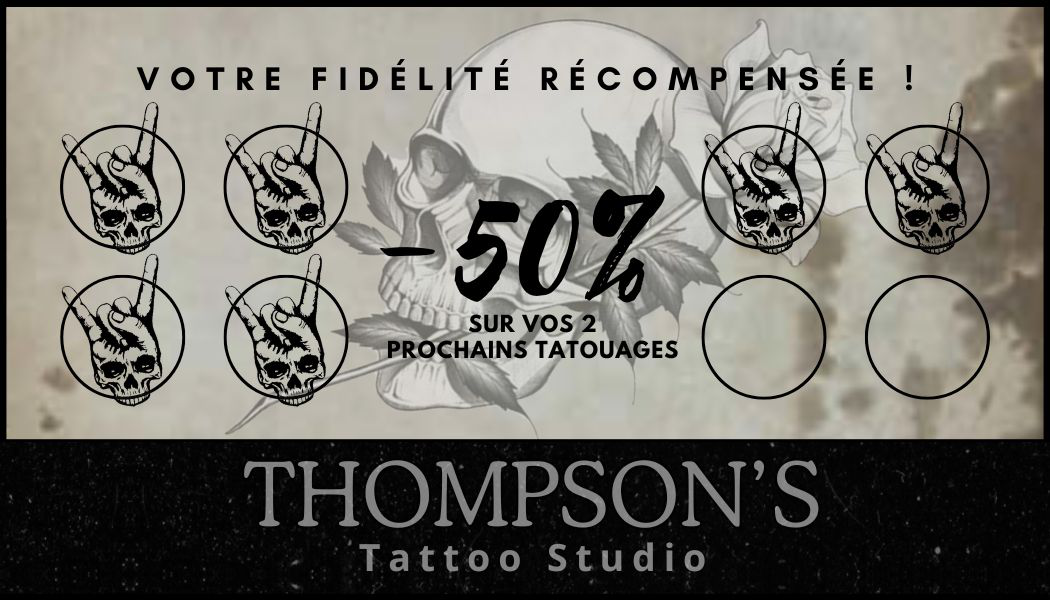 VOTRE FIDÉLITÉ RÉCOMPENSÉE !
-50%
SUR VOS 2
PROCHAINS TATOUAGES
THOMPSON'S
Tattoo Studio